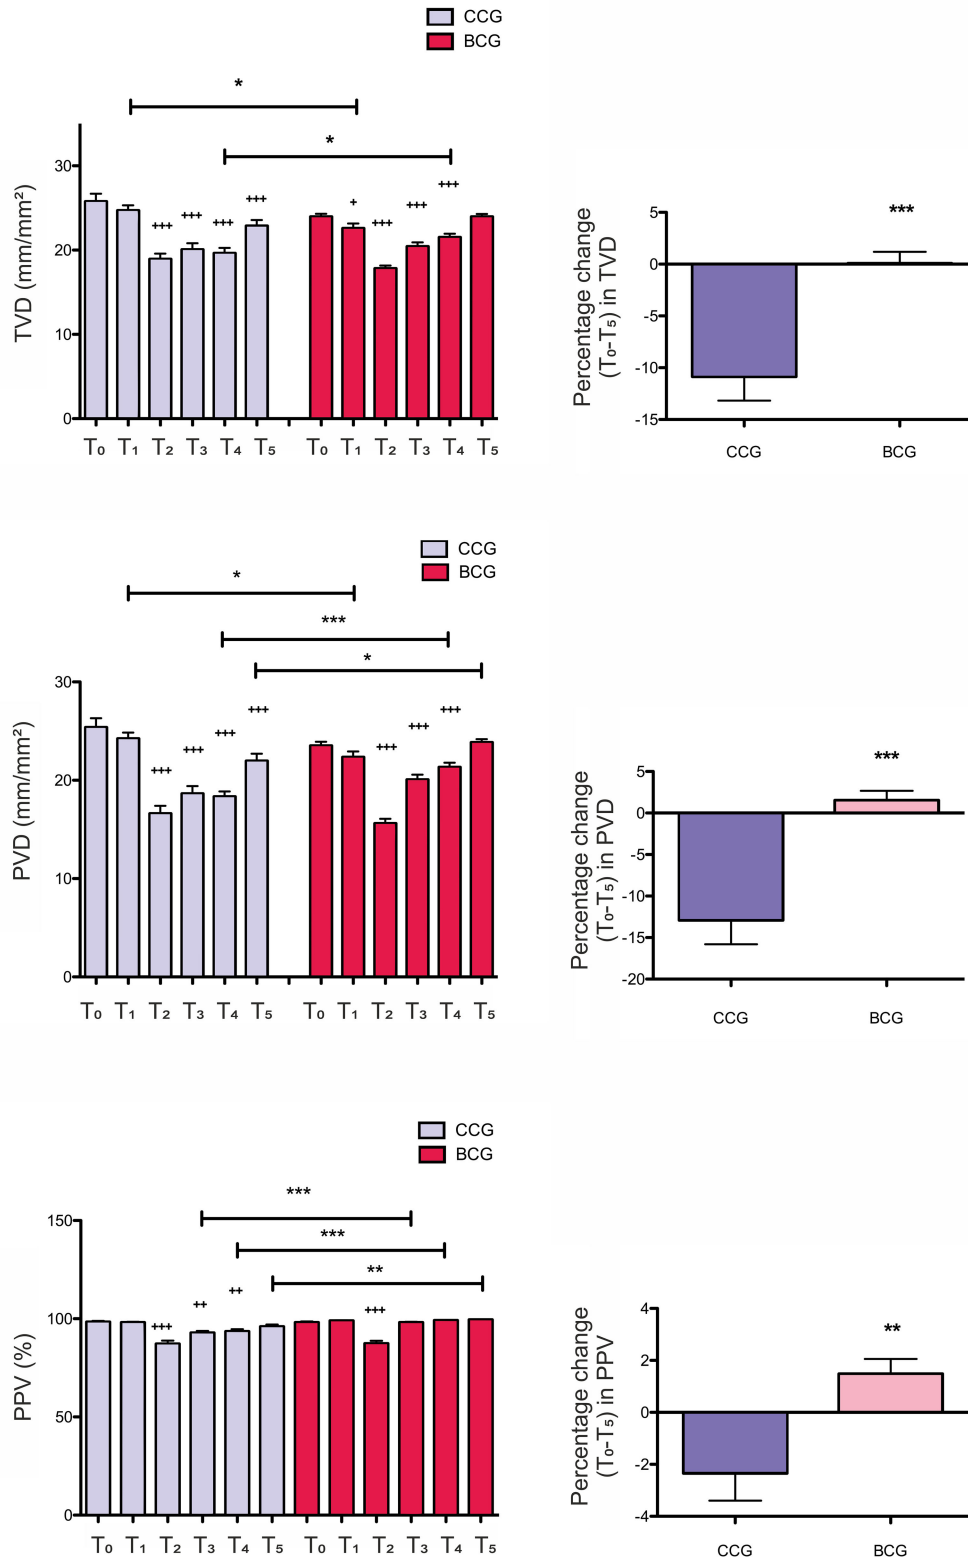 CCG
BCG
*
*
TVD (mm/mm²)
30
20
10
0
+++
+++
+++
+++
+
+++
+++
+++
T₀ T₁ T₂ T₃ T₄ T₅ T₀ T₁ T₂ T₃ T₄ T₅
Percentage change
(T₀-T₅) in TVD
5
0
-5
-10
-15
***
CCG BCG
CCG
BCG
*
***
*
PVD (mm/mm²)
30
20
10
0
+++
+++
+++
+++
+++
+++
+++
T₀ T₁ T₂ T₃ T₄ T₅ T₀ T₁ T₂ T₃ T₄ T₅
Percentage change
(T₀-T₅) in PVD
5
0
-5
-10
-15
-20
***
CCG BCG
CCG
BCG
***
***
**
PPV (%)
150
100
50
0
+++
++
++
+++
T₀ T₁ T₂ T₃ T₄ T₅ T₀ T₁ T₂ T₃ T₄ T₅
Percentage change
(T₀-T₅) in PPV
4
2
0
-2
-4
**
CCG BCG